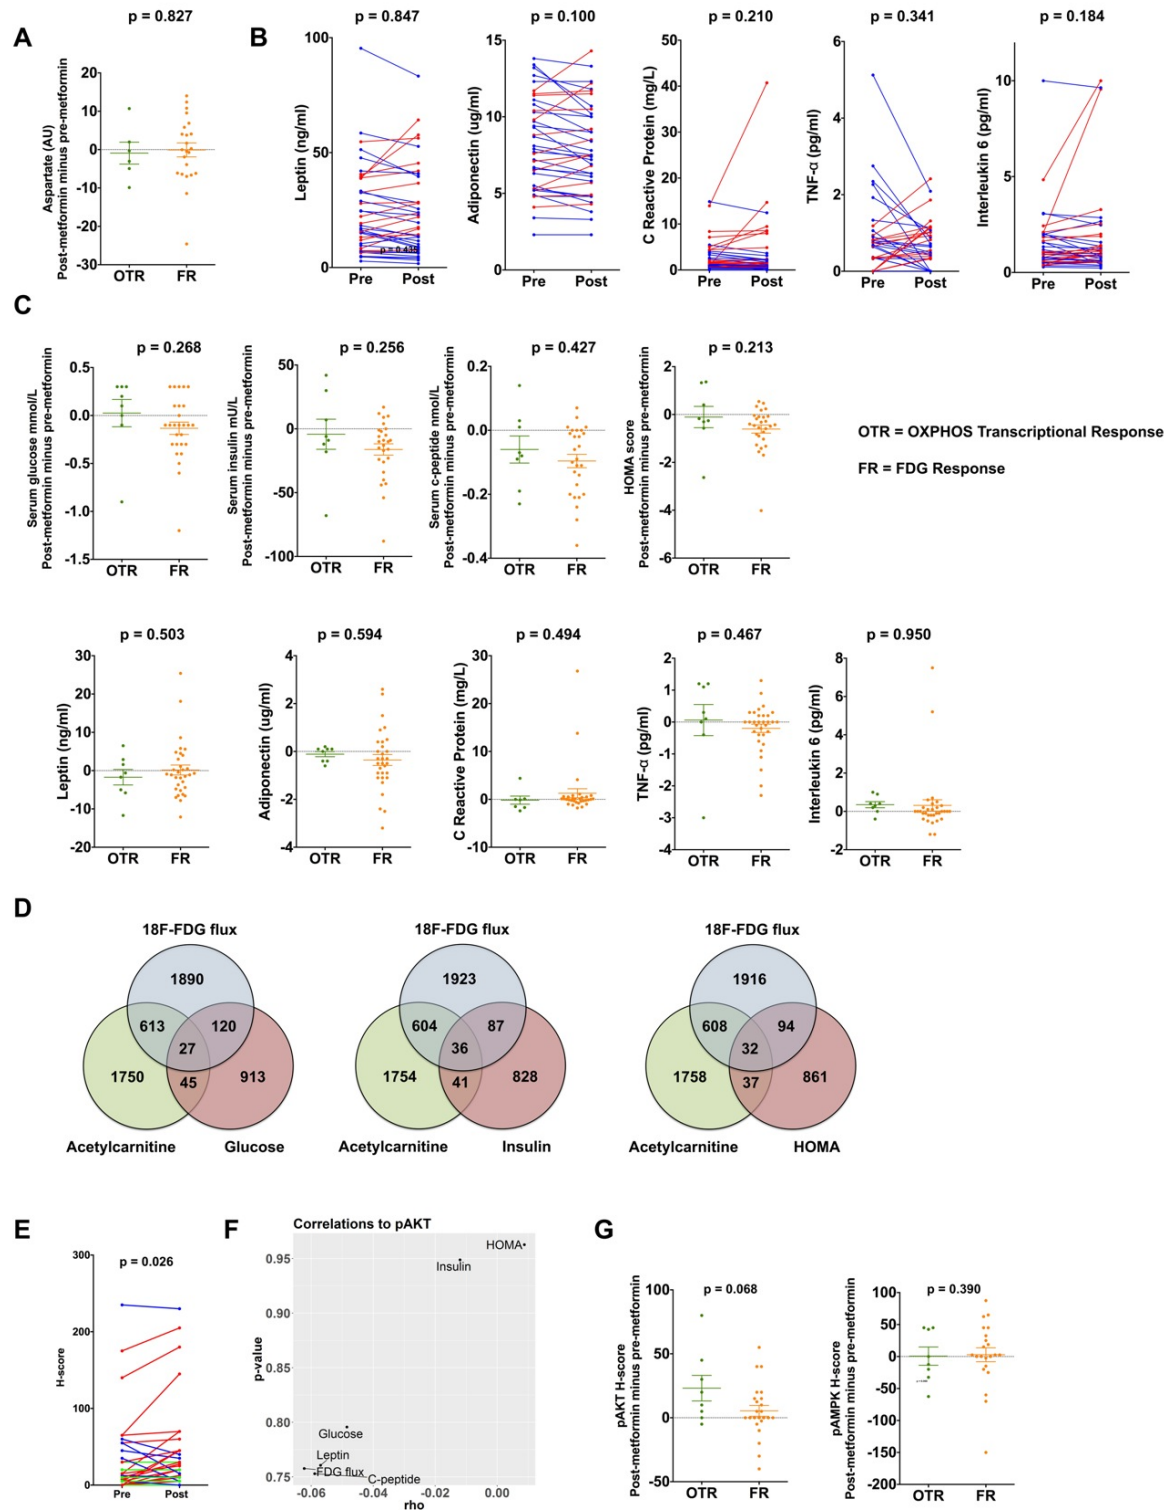 A
p = 0.827
Aspartate (AU)
Post-metformin minus pre-metformin
20
10
0
-10
-20
-30
OTR FR
B
p = 0.847
Leptin (ng/ml)
100
50
0
Pre Post
p = 0.100
Adiponectin (ug/ml)
15
10
5
0
Pre Post
p = 0.210
C Reactive Protein (mg/L)
50
40
30
20
10
0
Pre Post
p = 0.341
TNF-α (pg/ml)
6
4
2
0
Pre Post
p = 0.184
Interleukin 6 (pg/ml)
10
5
0
Pre Post
C
p = 0.268
Serum glucose mmol/L
Post-metformin minus pre-metformin
0.5
0.0
-0.5
-1.0
-1.5
OTR FR
p = 0.256
Serum insulin mU/L
Post-metformin minus pre-metformin
50
0
-50
-100
OTR FR
p = 0.427
Serum c-peptide nmol/L
Post-metformin minus pre-metformin
0.2
0.0
-0.2
-0.4
OTR FR
p = 0.213
HOMA score
Post-metformin minus pre-metformin
2
0
-2
-4
-6
OTR FR
OTR = OXPHOS Transcriptional Response
FR = FDG Response
p = 0.503
Leptin (ng/ml)
30
20
10
0
-10
-20
OTR FR
p = 0.594
Adiponectin (ug/ml)
4
2
0
-2
-4
OTR FR
p = 0.494
C Reactive Protein (mg/L)
30
20
10
0
-10
OTR FR
p = 0.467
TNF-α (pg/ml)
2
1
0
-1
-2
-3
-4
OTR FR
p = 0.950
Interleukin 6 (pg/ml)
8
6
4
2
0
-2
OTR FR
D
18F-FDG flux
1890
613 120
27
1750 45 913
Acetylcarnitine Glucose
18F-FDG flux
1923
604 87
36
1754 41 828
Acetylcarnitine Insulin
18F-FDG flux
1916
608 94
32
1758 37 861
Acetylcarnitine HOMA
E
p = 0.026
H-score
300
200
100
0
Pre Post
F
Correlations to pAKT
p-value
0.95
0.90
0.85
0.80
0.75
HOMA
Insulin
Glucose
Leptin
FDG flux
C-peptide
-0.06 -0.04 -0.02 0.00
rho
G
p = 0.068
pAKT H-score
Post-metformin minus pre-metformin
100
50
0
-50
OTR FR
p = 0.390
pAMPK H-score
Post-metformin minus pre-metformin
100
50
0
-50
-100
-150
-200
OTR FR